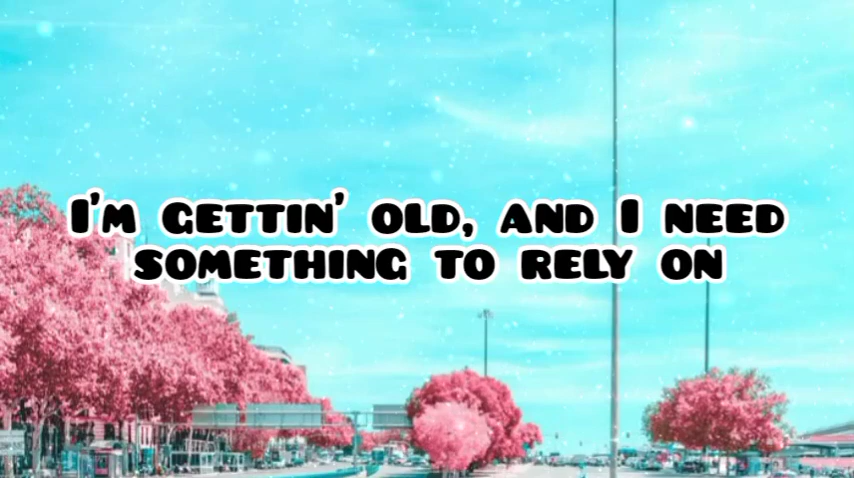 I'm gettin' old, and I need
something to rely on